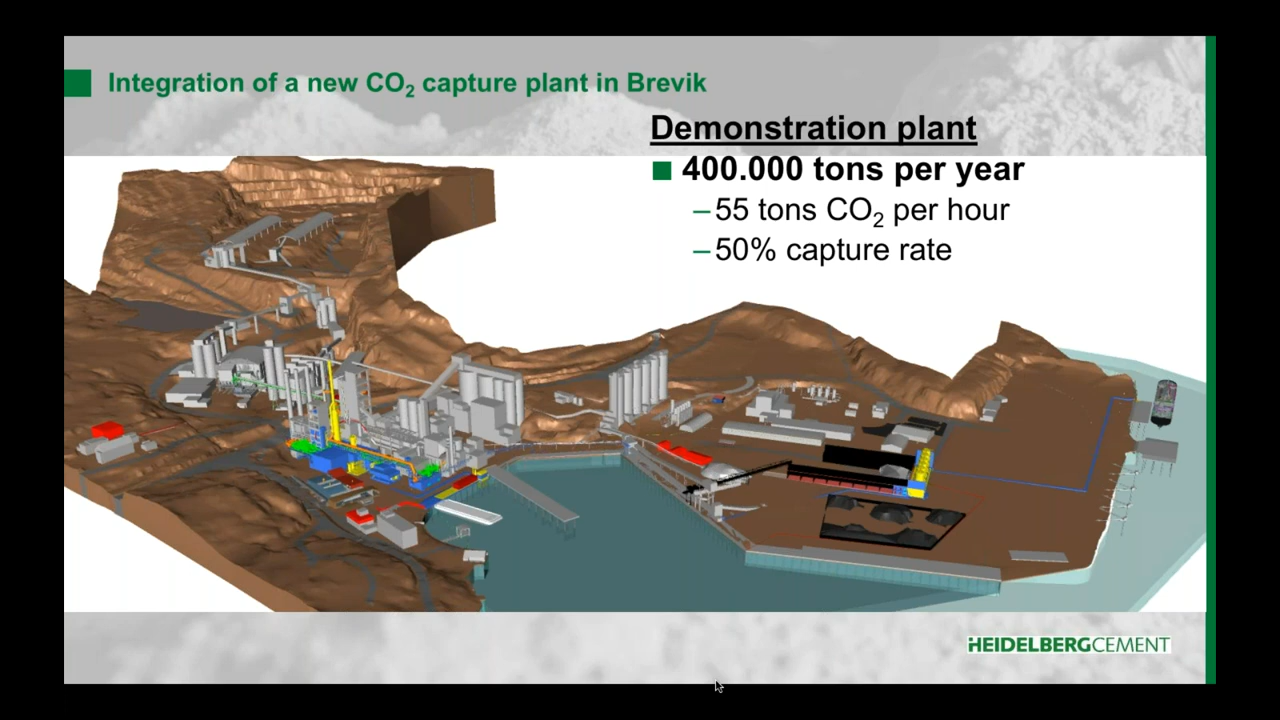 Integration of a new CO₂ capture plant in Brevik
Demonstration plant
400.000 tons per year
–55 tons CO₂ per hour
–50% capture rate
HEIDELBERGCEMENT